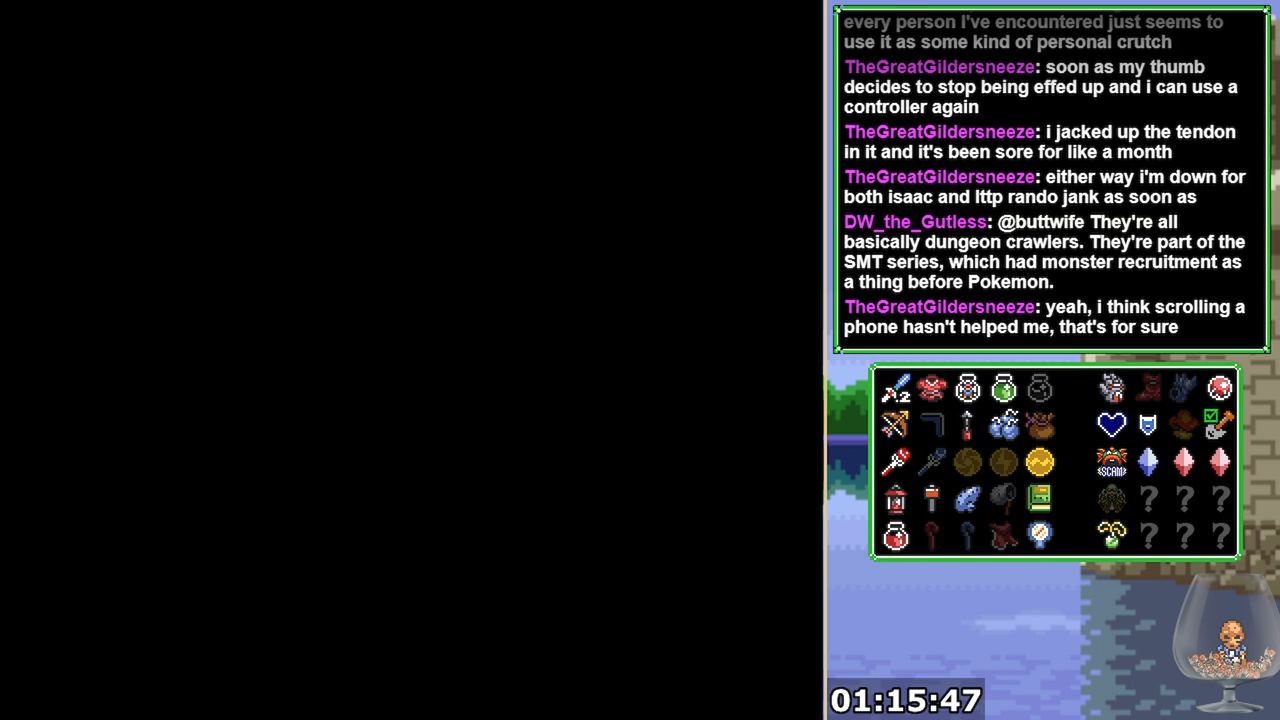 every person I've encountered just seems to
use it as some kind of personal crutch
TheGreatGildersneeze: soon as my thumb
decides to stop being effed up and i can use a
controller again
TheGreatGildersneeze: i jacked up the tendon
in it and it's been sore for like a month
TheGreatGildersneeze: either way i'm down for
both isaac and lttp rando jank as soon as
DW_the_Gutless: @buttwife They're all
basically dungeon crawlers. They're part of the
SMT series, which had monster recruitment as
a thing before Pokemon.
TheGreatGildersneeze: yeah, i think scrolling a
phone hasn't helped me, that's for sure
2
SCAM
? ? ?
? ? ?
01:15:47